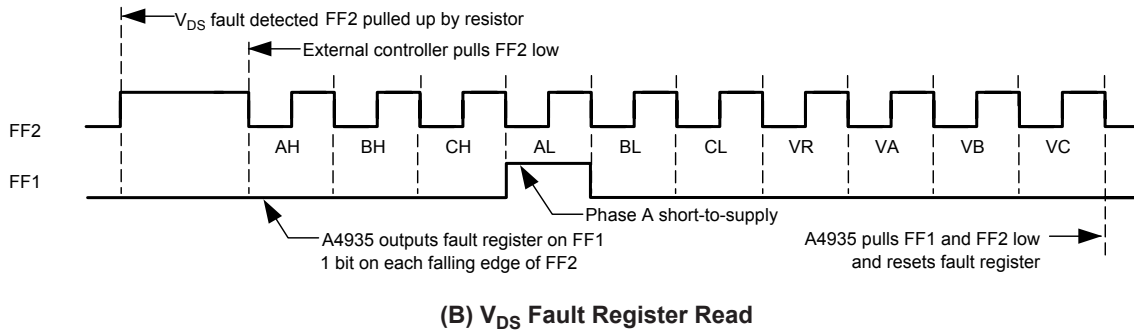 V_DS fault detected FF2 pulled up by resistor
External controller pulls FF2 low
FF2
AH BH CH AL BL CL VR VA VB VC
FF1
Phase A short-to-supply
A4935 outputs fault register on FF1
1 bit on each falling edge of FF2
A4935 pulls FF1 and FF2 low
and resets fault register
(B) V_DS Fault Register Read